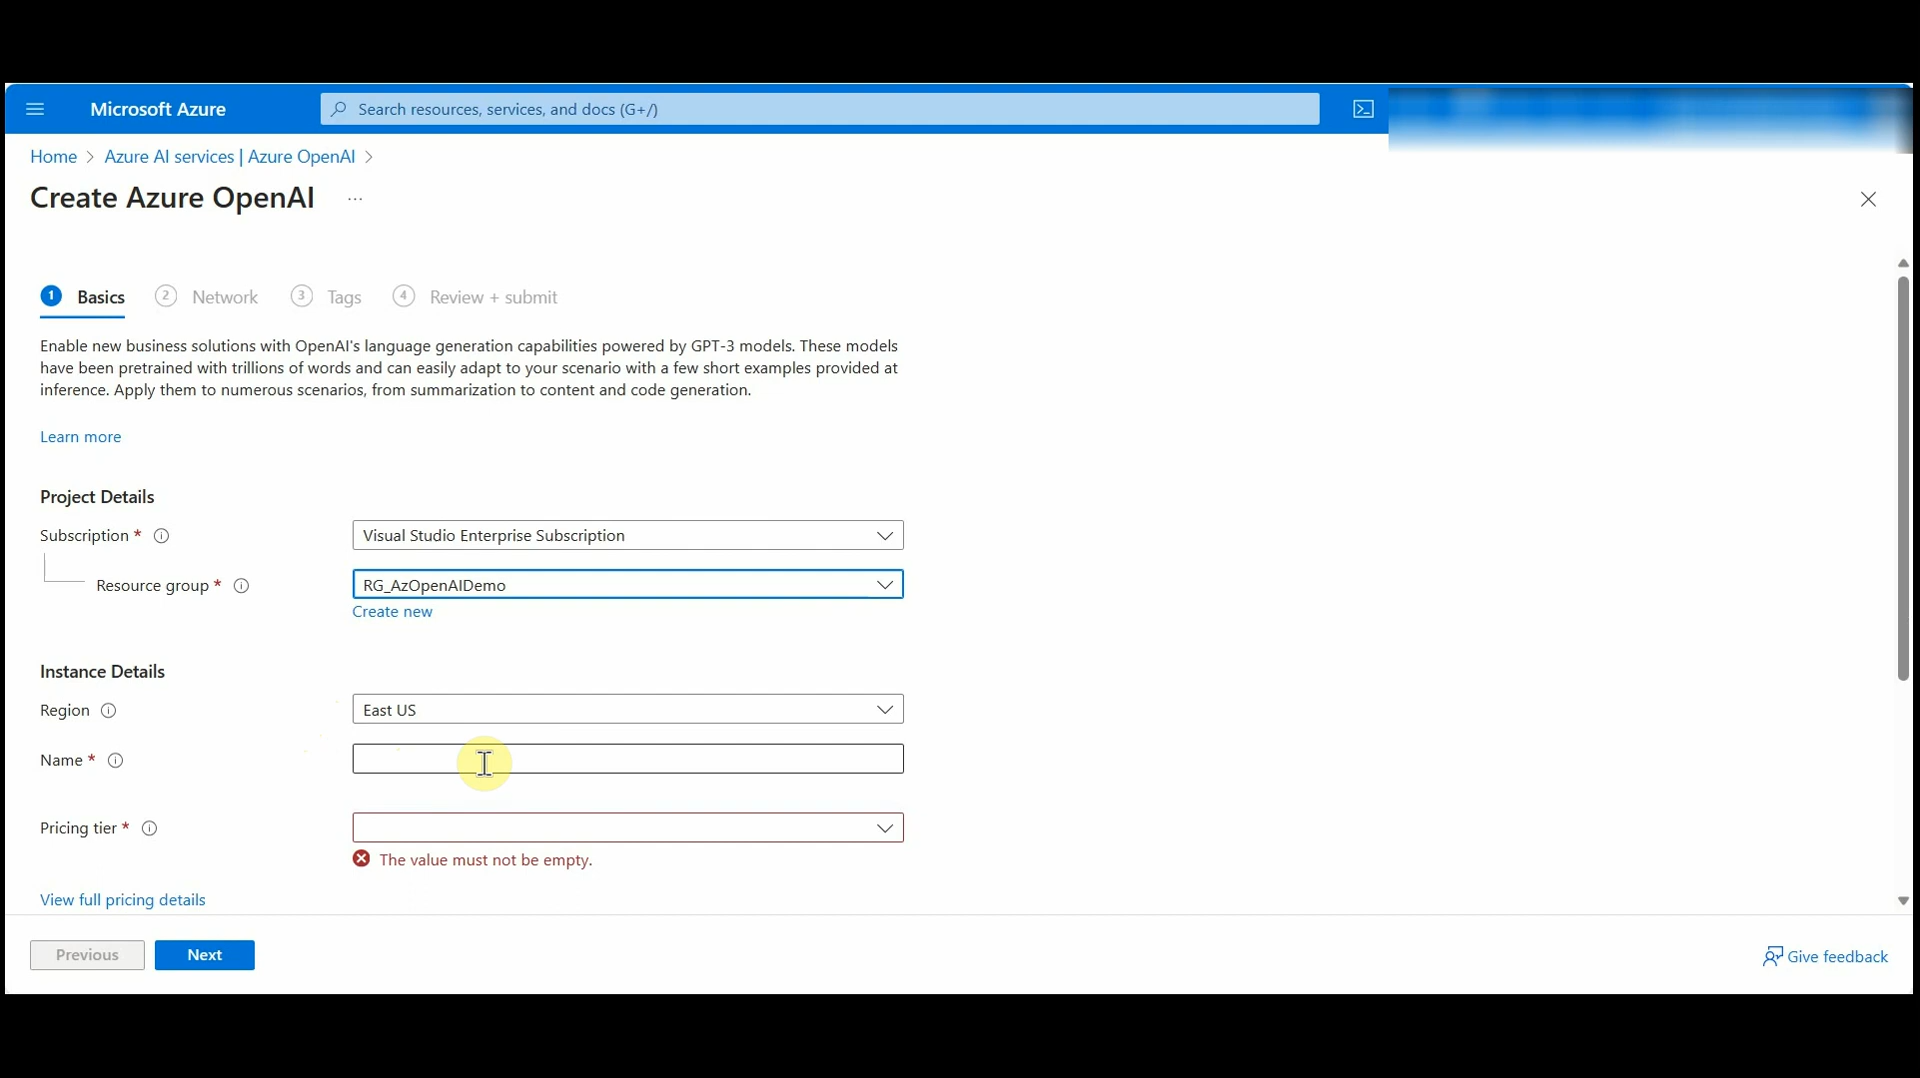 Microsoft Azure
Search resources, services, and docs (G+/)
Home > Azure AI services | Azure OpenAI >
Create Azure OpenAI ...
1 Basics 2 Network 3 Tags 4 Review + submit
Enable new business solutions with OpenAI's language generation capabilities powered by GPT-3 models. These models
have been pretrained with trillions of words and can easily adapt to your scenario with a few short examples provided at
inference. Apply them to numerous scenarios, from summarization to content and code generation.
Learn more
Project Details
Subscription * Visual Studio Enterprise Subscription
Resource group * RG_AzOpenAIDemo
Create new
Instance Details
Region East US
Name *
Pricing tier *
The value must not be empty.
View full pricing details
Previous Next
Give feedback